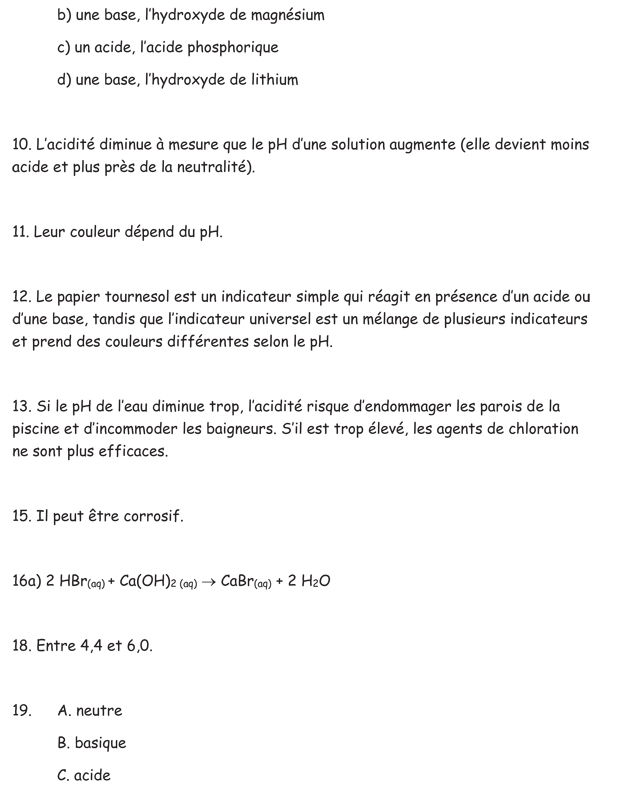 b) une base, l'hydroxyde de magnésium
c) un acide, l'acide phosphorique
d) une base, l'hydroxyde de lithium
10. L'acidité diminue à mesure que le pH d'une solution augmente (elle devient moins
acide et plus près de la neutralité).
11. Leur couleur dépend du pH.
12. Le papier tournesol est un indicateur simple qui réagit en présence d'un acide ou
d'une base, tandis que l'indicateur universel est un mélange de plusieurs indicateurs
et prend des couleurs différentes selon le pH.
13. Si le pH de l'eau diminue trop, l'acidité risque d'endommager les parois de la
piscine et d'incommoder les baigneurs. S'il est trop élevé, les agents de chloration
ne sont plus efficaces.
15. Il peut être corrosif.
16a) 2 HBr(aq) + Ca(OH)2 (aq) → CaBr(aq) + 2 H2O
18. Entre 4,4 et 6,0.
19. A. neutre
B. basique
C. acide